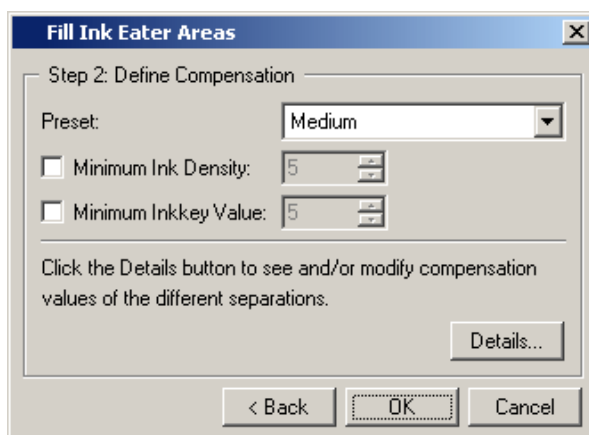 Fill Ink Eater Areas
Step 2: Define Compensation
Preset: Medium
Minimum Ink Density: 5
Minimum Inkkey Value: 5
Click the Details button to see and/or modify compensation
values of the different separations.
Details...
< Back OK Cancel